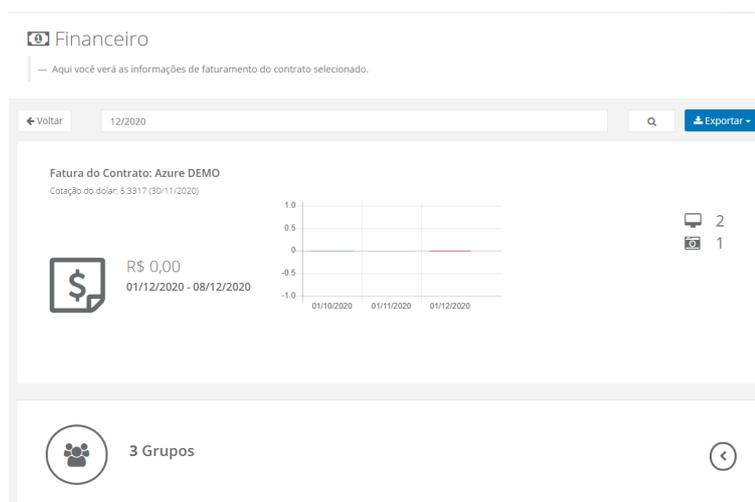 Financeiro
— Aqui você verá as informações de faturamento do contrato selecionado.
Voltar
12/2020
Exportar
Fatura do Contrato: Azure DEMO
Cotação do dolar: 5.3317 (30/11/2020)
R$ 0,00
01/12/2020 - 08/12/2020
1.0
0.5
0
-0.5
-1.0
01/10/2020 01/11/2020 01/12/2020
2
1
3 Grupos